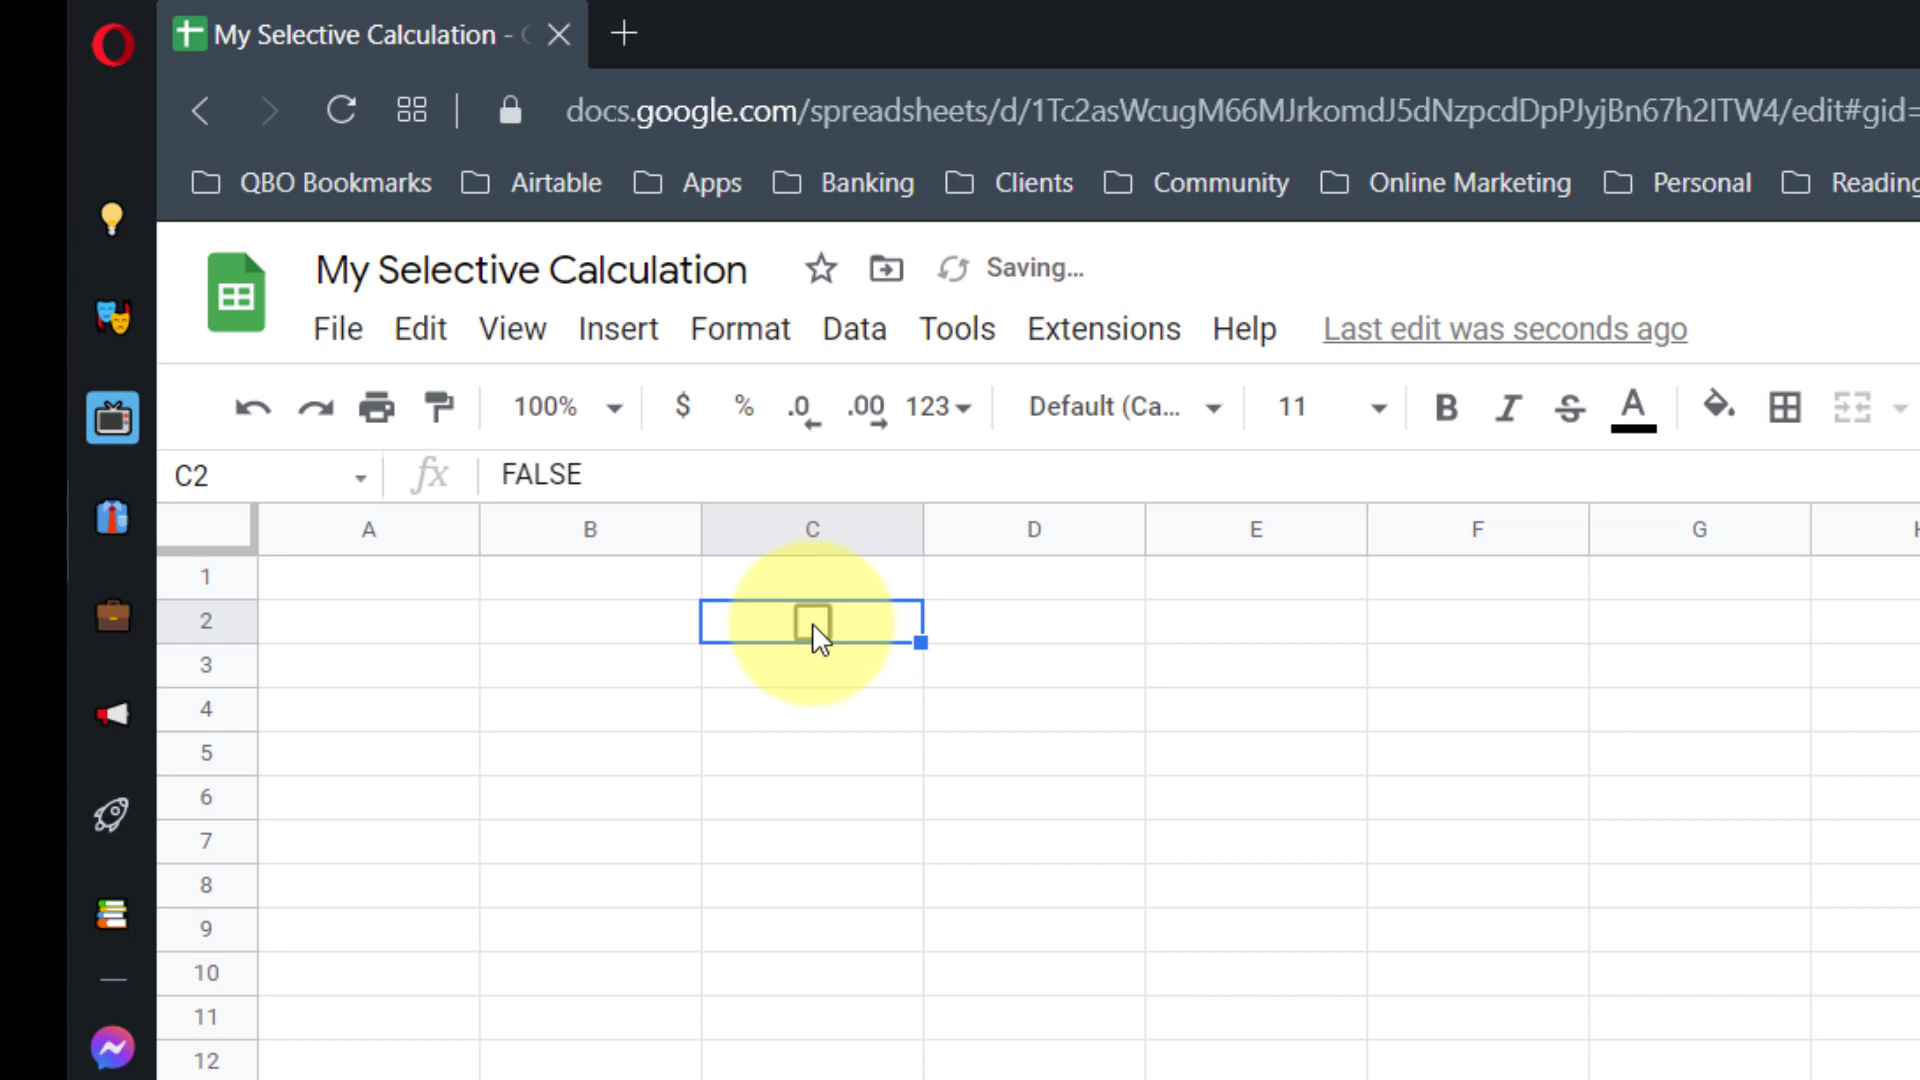 My Selective Calculation -
docs.google.com/spreadsheets/d/1Tc2asWcugM66MJrkomdJ5dNzpcdDpPJyjBn67h2ITW4/edit#gid=
QBO Bookmarks Airtable Apps Banking Clients Community Online Marketing Personal Reading
My Selective Calculation Saving...
File Edit View Insert Format Data Tools Extensions Help Last edit was seconds ago
100% $ % .0 .00 123 Default (Ca... 11 B I S A
C2 fx FALSE
A B C D E F G H
1
2
3
4
5
6
7
8
9
10
11
12